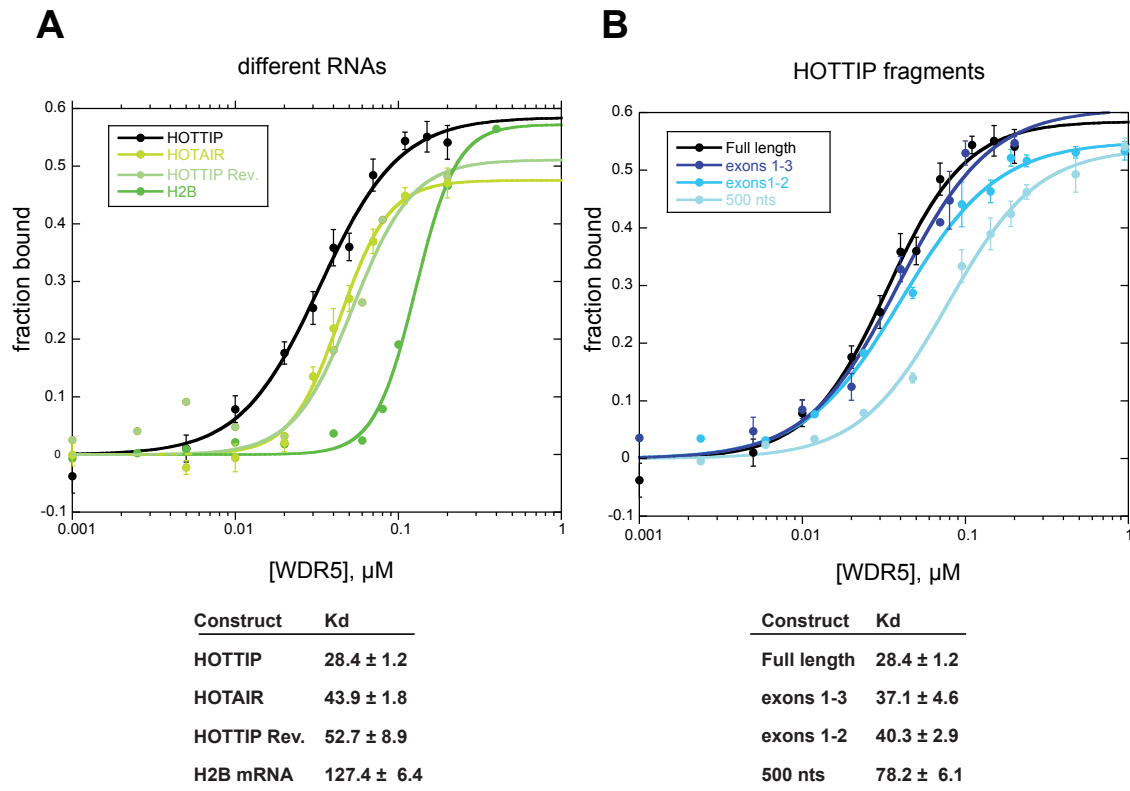 A
different RNAs
fraction bound
0.6
0.5
0.4
0.3
0.2
0.1
0
-0.1
HOTTIP
HOTAIR
HOTTIP Rev.
H2B
0.001 0.01 0.1 1
[WDR5], μM
Construct Kd
HOTTIP 28.4 ± 1.2
HOTAIR 43.9 ± 1.8
HOTTIP Rev. 52.7 ± 8.9
H2B mRNA 127.4 ± 6.4
B
HOTTIP fragments
fraction bound
0.6
0.5
0.4
0.3
0.2
0.1
0
-0.1
Full length
exons 1-3
exons1-2
500 nts
0.001 0.01 0.1 1
[WDR5], μM
Construct Kd
Full length 28.4 ± 1.2
exons 1-3 37.1 ± 4.6
exons 1-2 40.3 ± 2.9
500 nts 78.2 ± 6.1